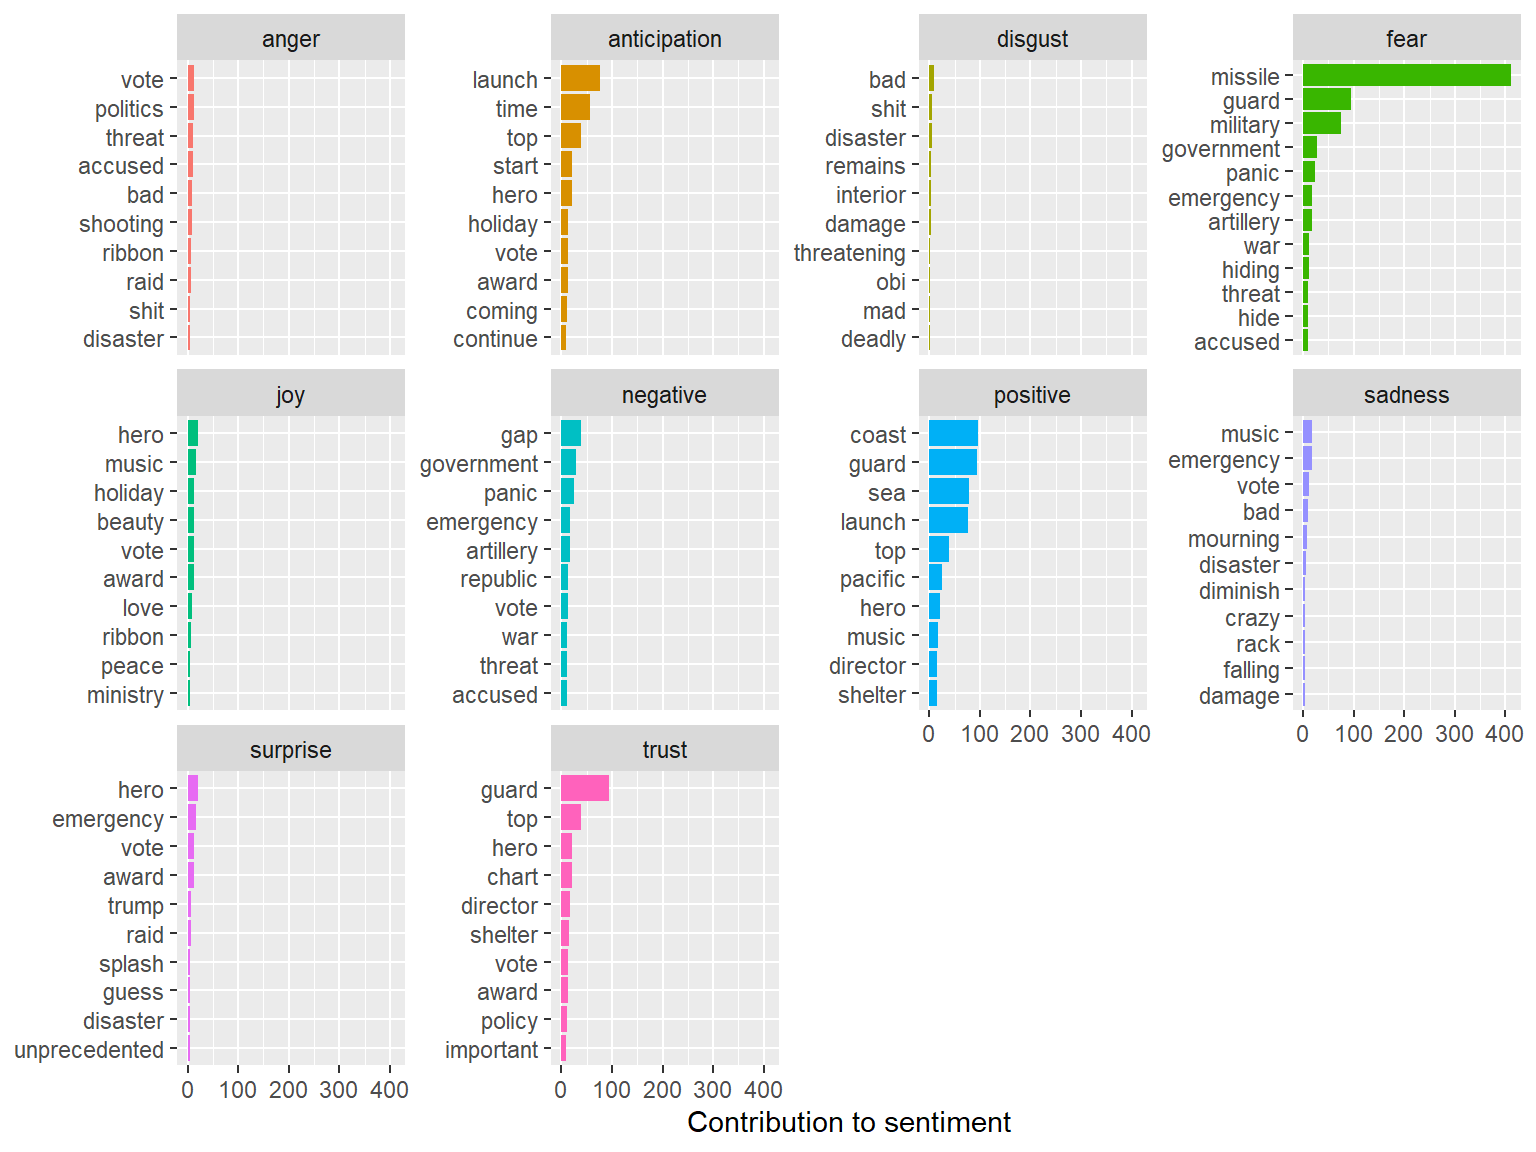 anger
vote
politics
threat
accused
bad
shooting
ribbon
raid
shit
disaster
anticipation
launch
time
top
start
hero
holiday
vote
award
coming
continue
disgust
bad
shit
disaster
remains
interior
damage
threatening
obi
mad
deadly
fear
missile
guard
military
government
panic
emergency
artillery
war
hiding
threat
hide
accused
joy
hero
music
holiday
beauty
vote
award
love
ribbon
peace
ministry
negative
gap
government
panic
emergency
artillery
republic
vote
war
threat
accused
positive
coast
guard
sea
launch
top
pacific
hero
music
director
shelter
0 100 200 300 400
sadness
music
emergency
vote
bad
mourning
disaster
diminish
crazy
rack
falling
damage
0 100 200 300 400
surprise
hero
emergency
vote
award
trump
raid
splash
guess
disaster
unprecedented
0 100 200 300 400
trust
guard
top
hero
chart
director
shelter
vote
award
policy
important
0 100 200 300 400
Contribution to sentiment